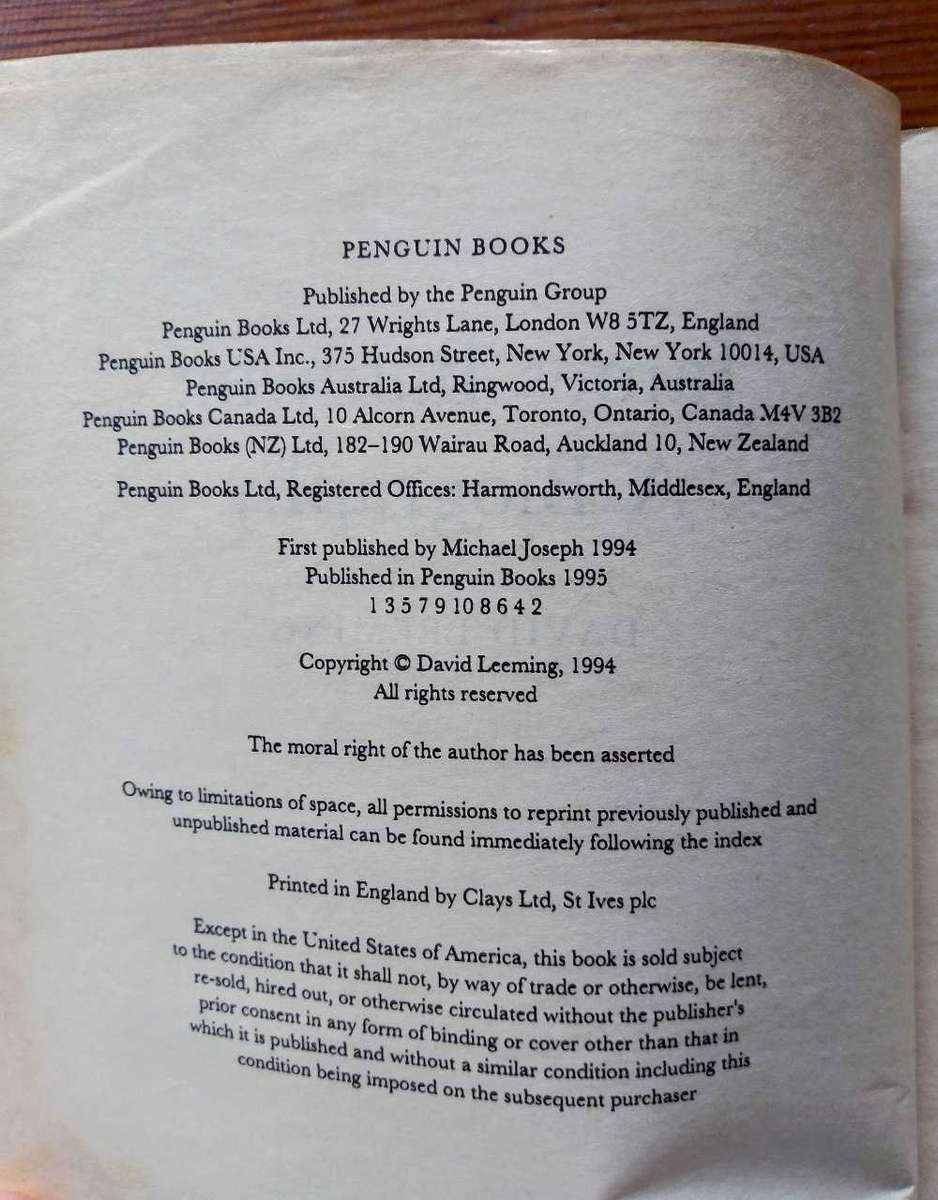 PENGUIN BOOKS
Published by the Penguin Group
Penguin Books Ltd, 27 Wrights Lane, London W8 5TZ, England
Penguin Books USA Inc., 375 Hudson Street, New York, New York 10014, USA
Penguin Books Australia Ltd, Ringwood, Victoria, Australia
Penguin Books Canada Ltd, 10 Alcorn Avenue, Toronto, Ontario, Canada M4V 3B2
Penguin Books (NZ) Ltd, 182–190 Wairau Road, Auckland 10, New Zealand
Penguin Books Ltd, Registered Offices: Harmondsworth, Middlesex, England
First published by Michael Joseph 1994
Published in Penguin Books 1995
1 3 5 7 9 10 8 6 4 2
Copyright © David Leeming, 1994
All rights reserved
The moral right of the author has been asserted
Owing to limitations of space, all permissions to reprint previously published and
unpublished material can be found immediately following the index
Printed in England by Clays Ltd, St Ives plc
Except in the United States of America, this book is sold subject
to the condition that it shall not, by way of trade or otherwise, be lent,
re-sold, hired out, or otherwise circulated without the publisher's
prior consent in any form of binding or cover other than that in
which it is published and without a similar condition including this
condition being imposed on the subsequent purchaser